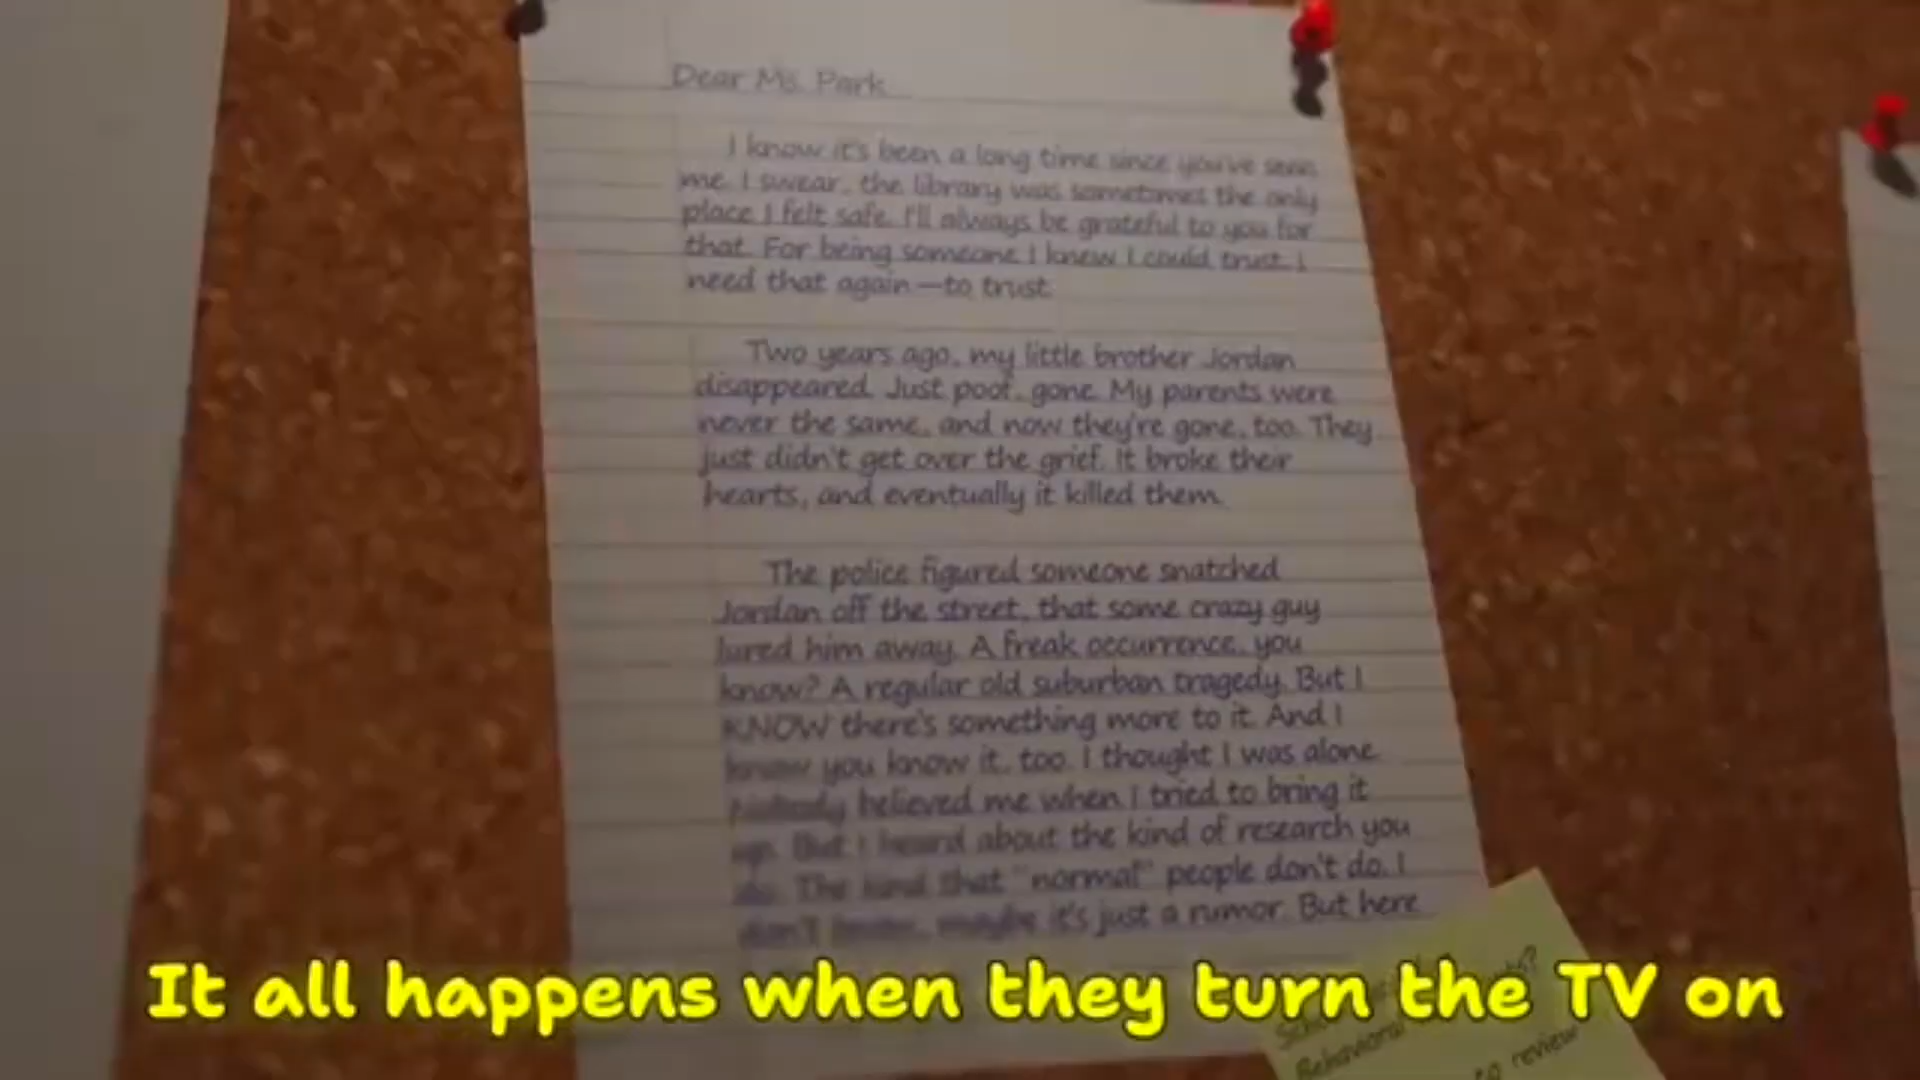 Dear Ms. Park
I know it's been a long time since you've seen
me. I swear, the library was sometimes the only
place I felt safe. I'll always be grateful to you for
that. For being someone I knew I could trust. I
need that again—to trust.
Two years ago, my little brother Jordan
disappeared. Just poof, gone. My parents were
never the same, and now they're gone, too. They
just didn't get over the grief. It broke their
hearts, and eventually it killed them.
The police figured someone snatched
Jordan off the street, that some crazy guy
lured him away. A freak occurrence, you
know? A regular old suburban tragedy. But I
KNOW there's something more to it. And I
know you know it, too. I thought I was alone.
Nobody believed me when I tried to bring it
up. But I heard about the kind of research you
do. The kind that "normal" people don't do. I
don't know, maybe it's just a rumor. But here
Behavioral
to review
It all happens when they turn the TV on